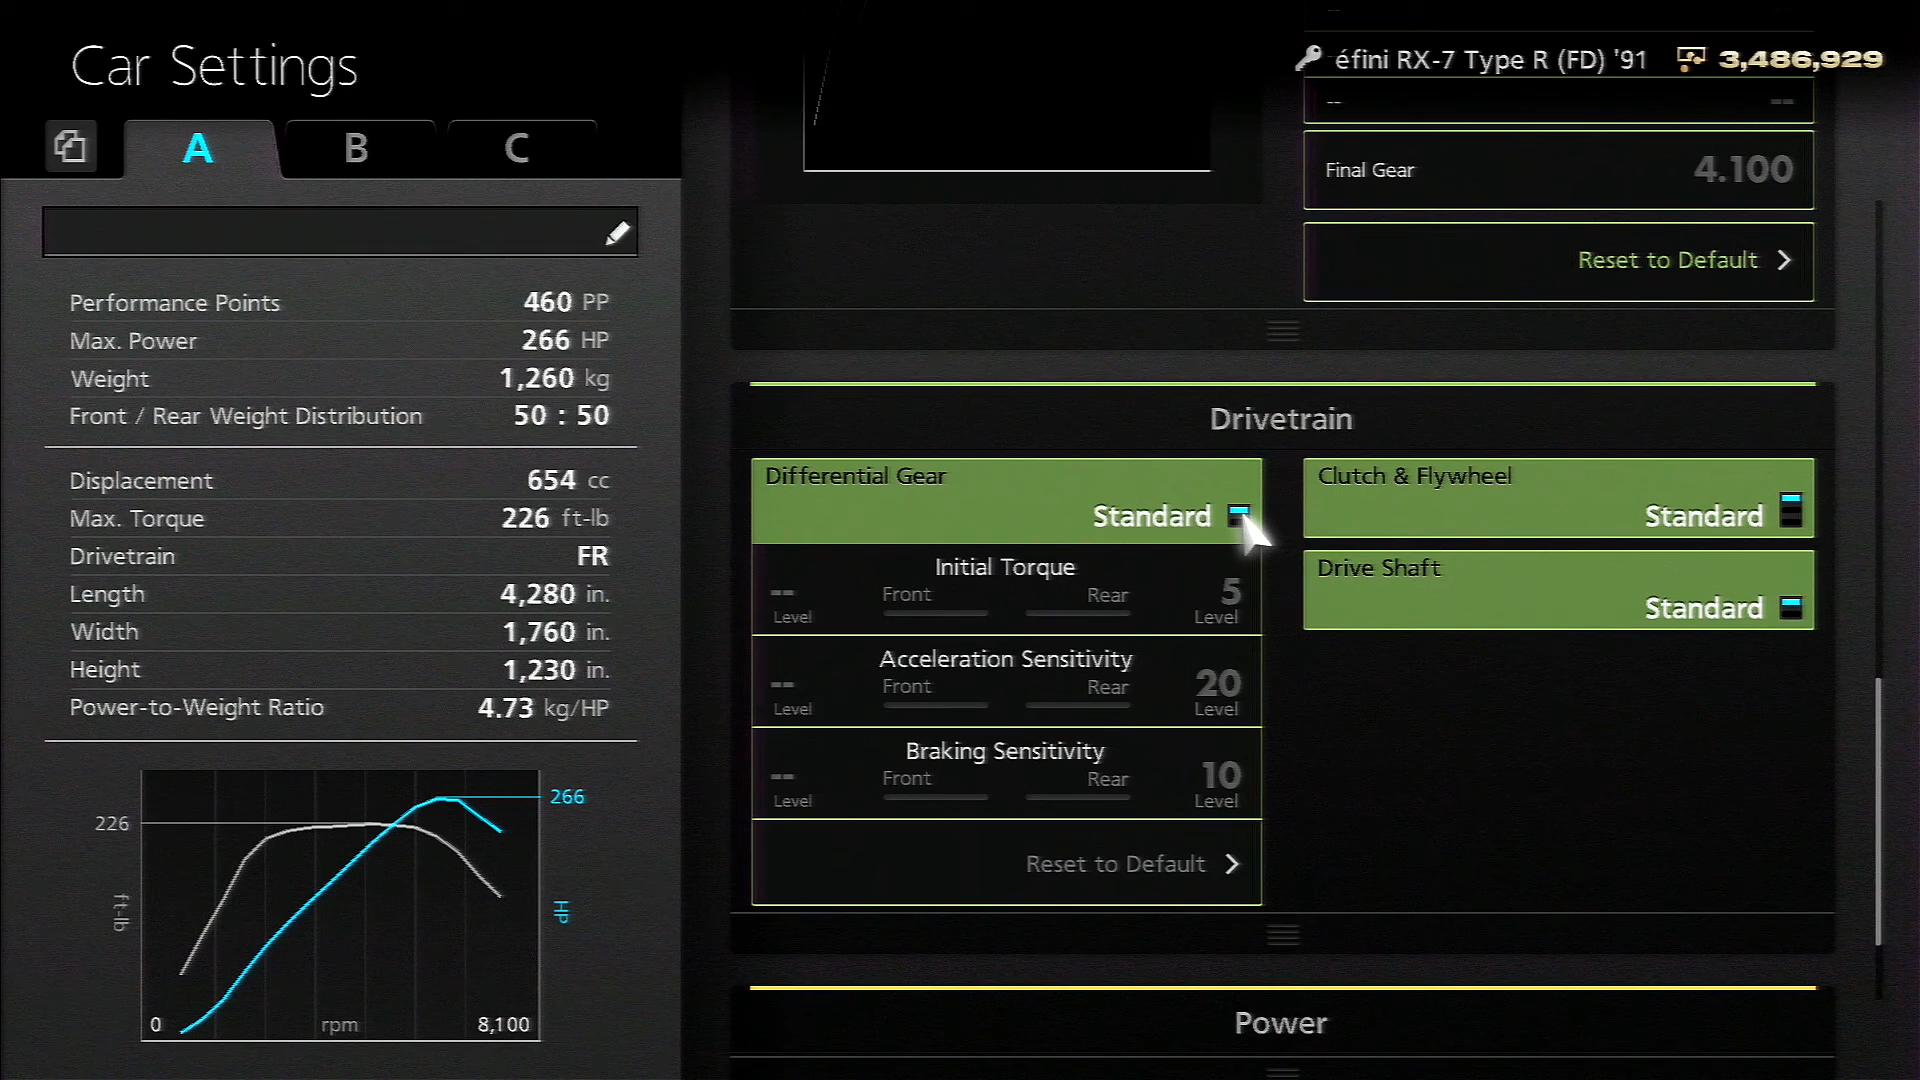 Car Settings
éfini RX-7 Type R (FD) '91 3,486,929
A B C
-- --
Final Gear 4.100
Reset to Default
Performance Points 460 PP
Max. Power 266 HP
Weight 1,260 kg
Front / Rear Weight Distribution 50 : 50
Displacement 654 cc
Max. Torque 226 ft-lb
Drivetrain FR
Length 4,280 in.
Width 1,760 in.
Height 1,230 in.
Power-to-Weight Ratio 4.73 kg/HP
266
226
ft-lb
HP
0 rpm 8,100
Drivetrain
Differential Gear
Standard
Initial Torque
-- Front Rear 5
Level Level
Acceleration Sensitivity
-- Front Rear 20
Level Level
Braking Sensitivity
-- Front Rear 10
Level Level
Reset to Default
Clutch & Flywheel
Standard
Drive Shaft
Standard
Power